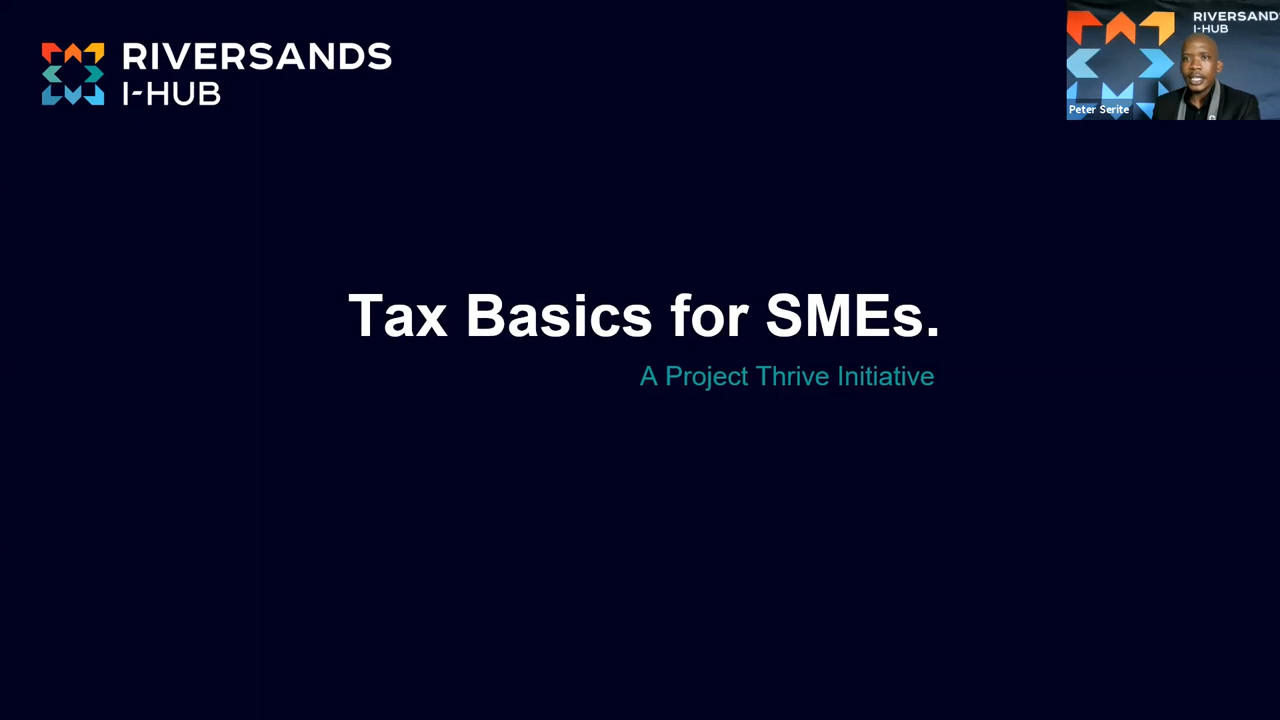 RIVERSANDS
I-HUB
RIVERSANDS
I-HUB
Peter Serite
Tax Basics for SMEs.
A Project Thrive Initiative